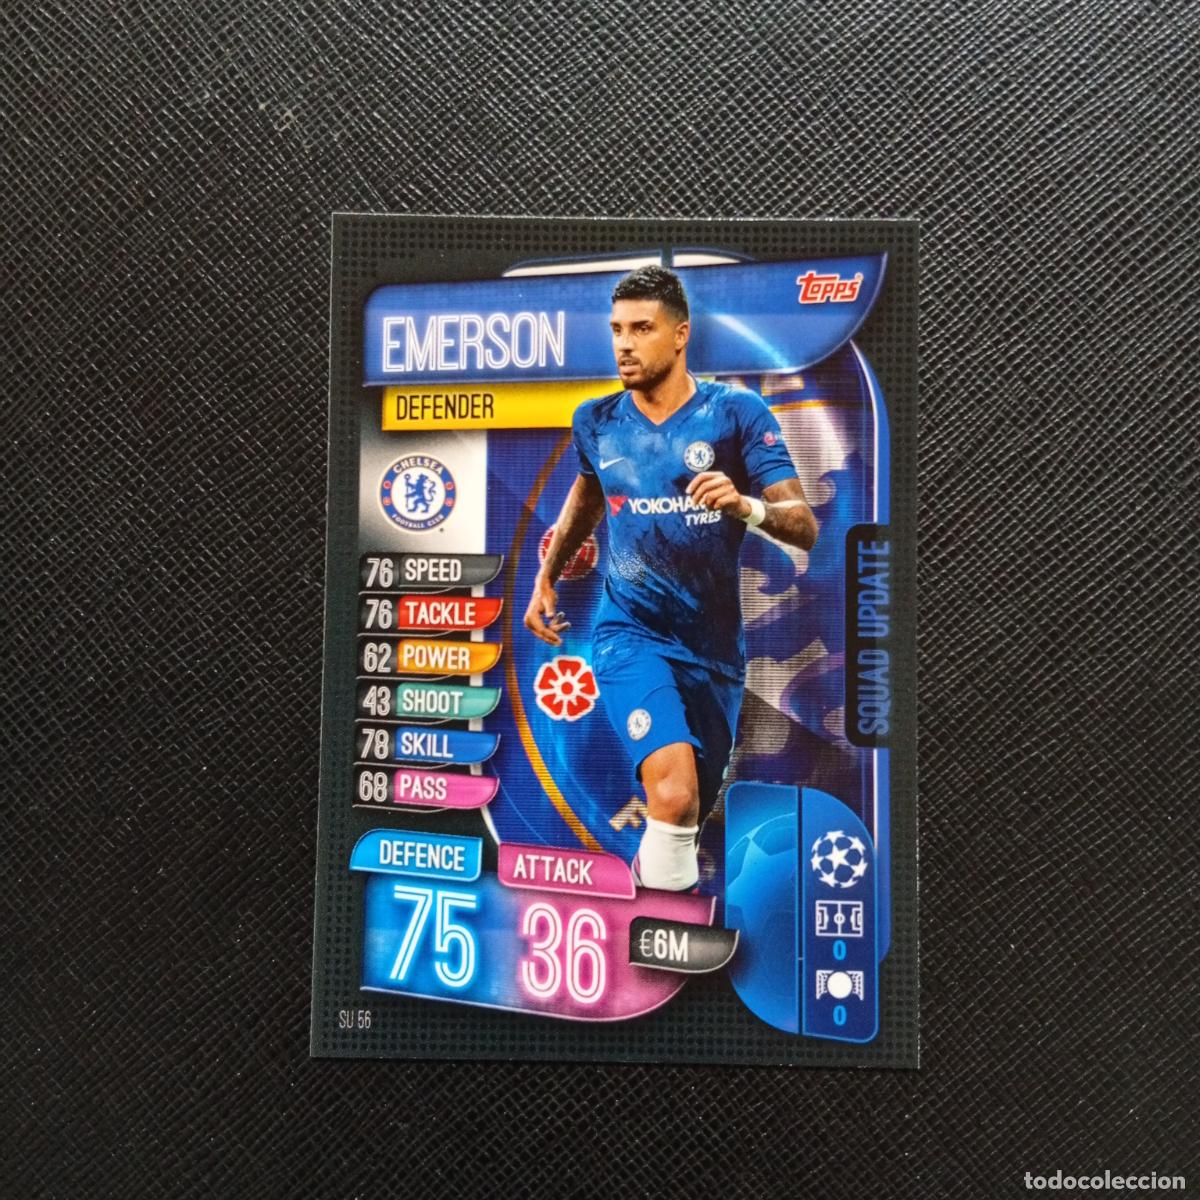 topps
EMERSON
DEFENDER
CHELSEA
FOOTBALL CLUB
YOKOHAMA
TYRES
76 SPEED
76 TACKLE
62 POWER
43 SHOOT
78 SKILL
68 PASS
SQUAD UPDATE
DEFENCE
75
ATTACK
36
€6M
0
0
SU 56
todocoleccion